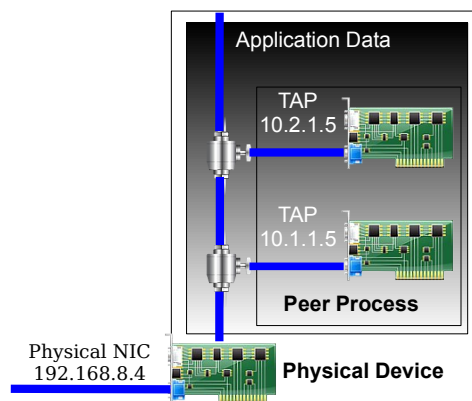 Application Data
TAP
10.2.1.5
TAP
10.1.1.5
Peer Process
Physical NIC
192.168.8.4
Physical Device